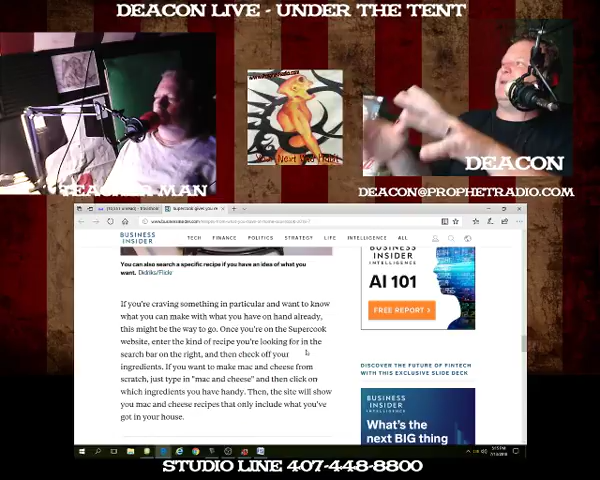 DEACON LIVE - UNDER THE TENT
TEACHER MAN
DEACON
DEACON@PROPHETRADIO.COM
BUSINESS
INSIDER
TECH FINANCE POLITICS STRATEGY LIFE INTELLIGENCE ALL
You can also search a specific recipe if you have an idea of what you
want. Didriks/Flickr
If you're craving something in particular and want to know
what you can make with what you have on hand already,
this might be the way to go. Once you're on the Supercook
website, enter the kind of recipe you're looking for in the
search bar on the right, and then check off your
ingredients. If you want to make mac and cheese from
scratch, just type in "mac and cheese" and then click on
which ingredients you have handy. Then, the site will show
you mac and cheese recipes that only include what you've
got in your house.
BUSINESS
INSIDER
INTELLIGENCE
AI 101
FREE REPORT >
DISCOVER THE FUTURE OF FINTECH
WITH THIS EXCLUSIVE SLIDE DECK
BUSINESS
INSIDER
INTELLIGENCE
What's the
next BIG thing
STUDIO LINE 407-448-8800